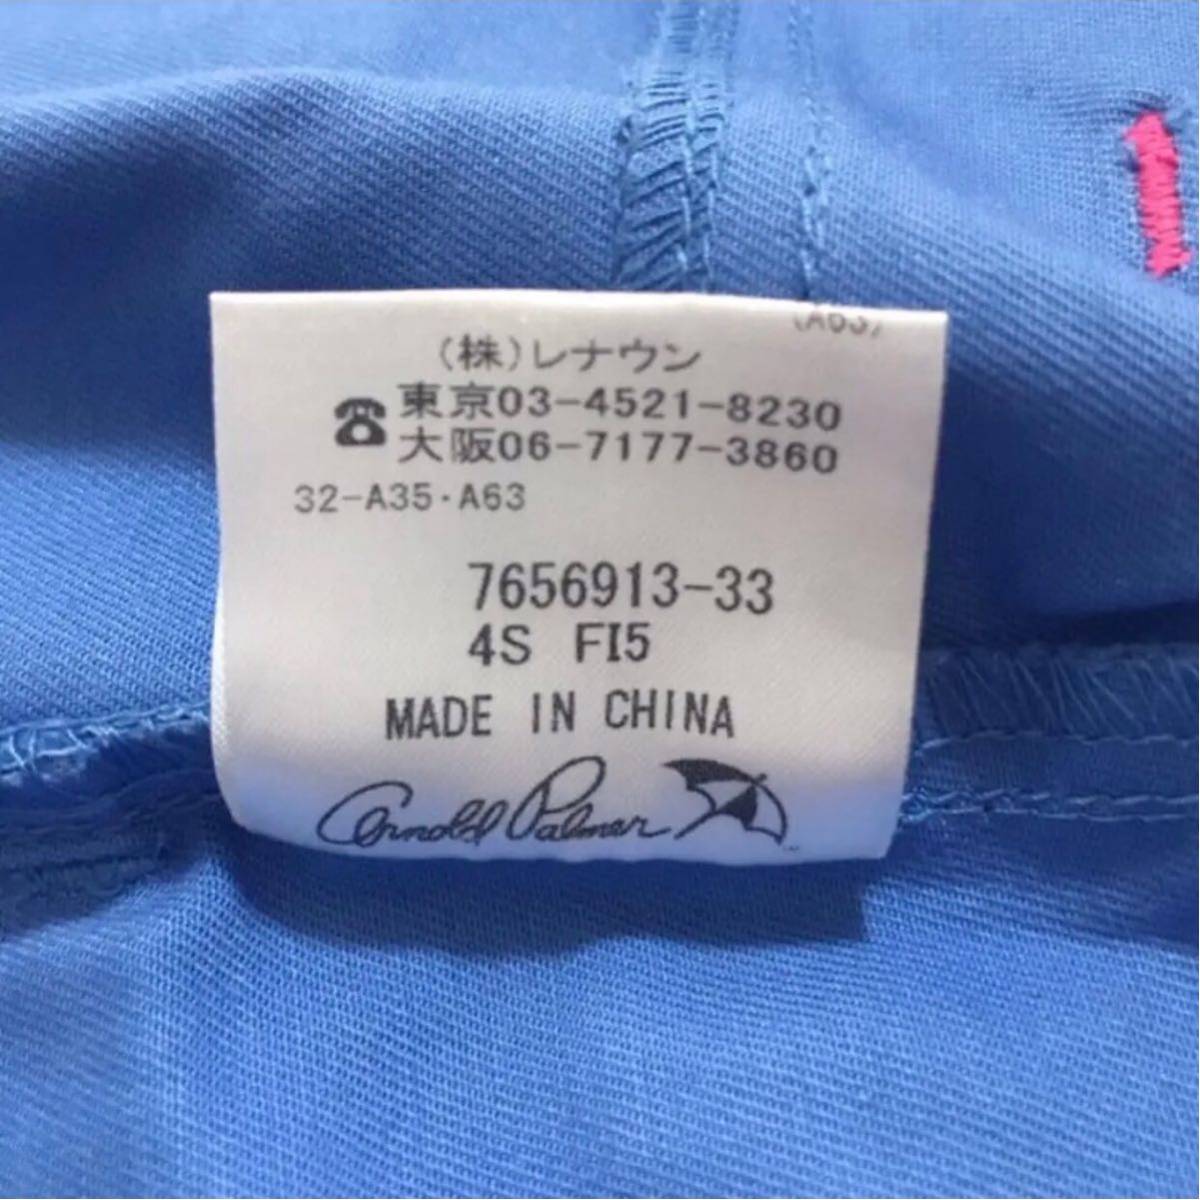 (A63)
(株)レナウン
☎東京03-4521-8230
大阪06-7177-3860
32-A35・A63
7656913-33
4S FI5
MADE IN CHINA
Arnold Palmer